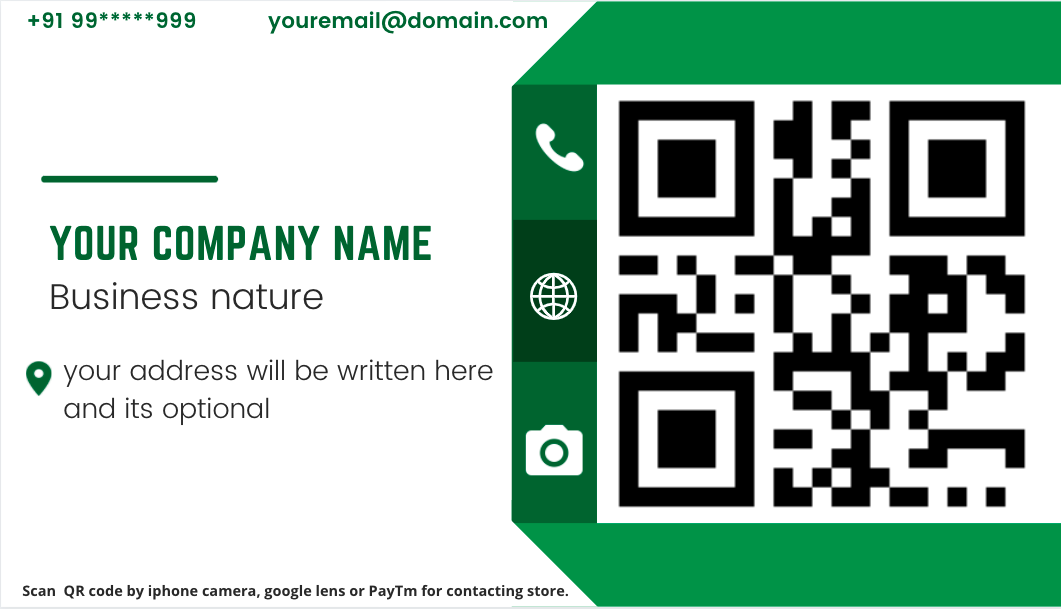 +91 99*****999
youremail@domain.com
YOUR COMPANY NAME
Business nature
your address will be written here
and its optional
Scan QR code by iphone camera, google lens or PayTm for contacting store.